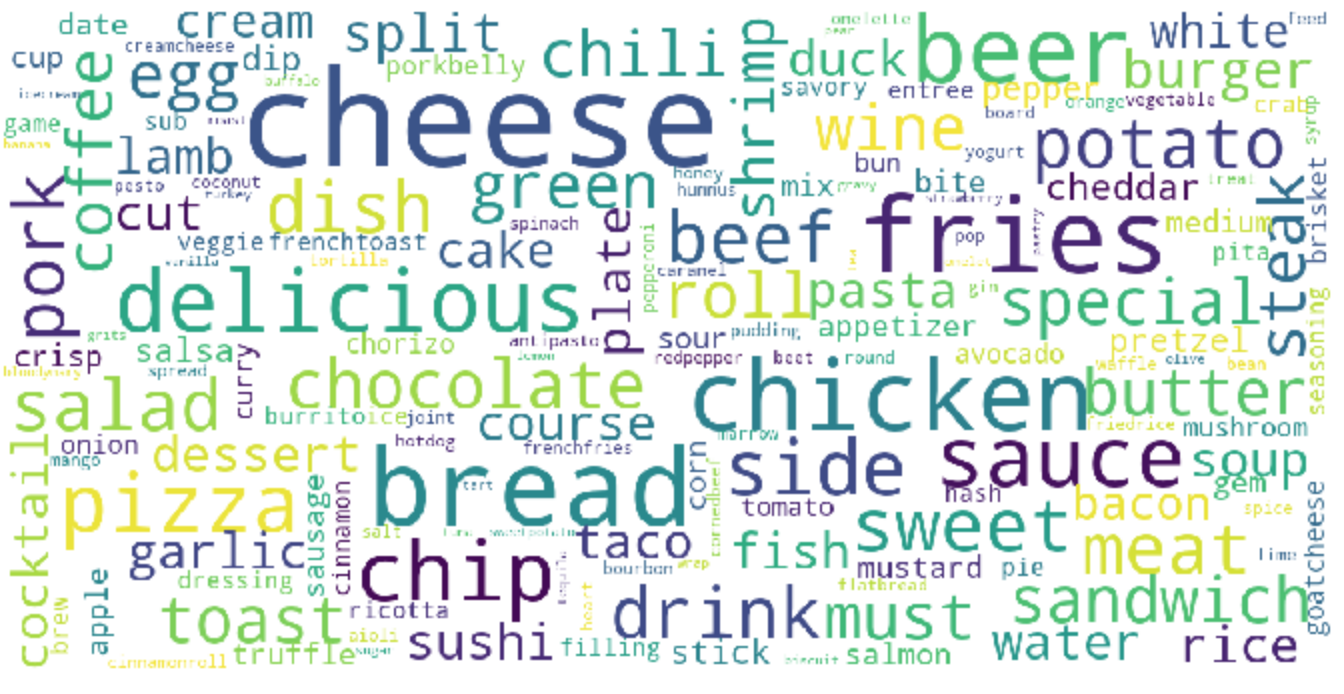 date
cream
split
chili
shrimp
omelette
pear
beer
white
feed
cup
creamcheese
dip
porkbelly
duck
burger
coffee
egg
buffalo
cheese
savory
entree
pepper
icecream
orange
vegetable
crab
syrup
game
sub
roast
wine
board
potato
banana
lamb
bun
yogurt
pork
pesto
coconut
turkey
green
honey
hummus
mix
gravy
bite
strawberry
cheddar
treat
brisket
cut
dish
spinach
plate
beef
fries
pop
pastry
medium
steak
veggie
frenchtoast
cake
pepperoni
pita
vanilla
tortilla
caramel
tea
omelet
delicious
roll
pasta
gin
special
seasoning
grits
chorizo
antipasto
sour
pudding
appetizer
pretzel
crisp
salsa
curry
lemon
redpepper
beet
round
avocado
waffle
olive
bean
bloodymary
spread
salad
chocolate
chicken
butter
burrito
ice
joint
course
marrow
friedrice
mushroom
cocktail
onion
hotdog
frenchfries
corn
side
sauce
soup
mango
dessert
bread
tart
cornedbeef
hash
gem
pizza
sausage
cinnamon
tomato
sweet
bacon
spice
goatcheese
salt
tuna
sweetpotato
garlic
chip
tequila
taco
fish
meat
lime
dressing
bourbon
wrap
mustard
pie
apple
brew
toast
ricotta
heart
drink
flatbread
must
sandwich
aioli
sugar
sushi
filling
stick
water
rice
cinnamonroll
truffle
biscuit
salmon